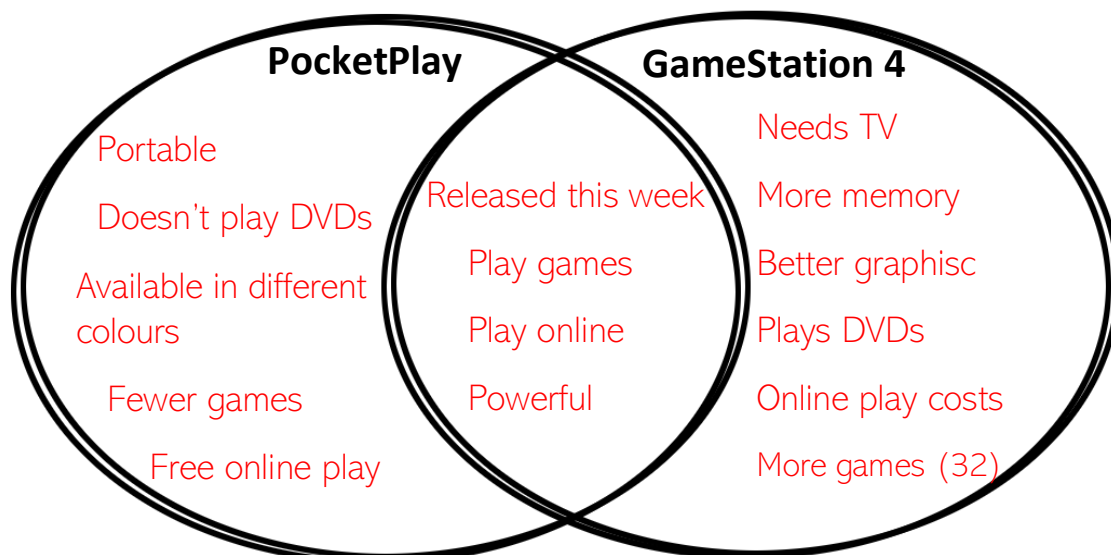 PocketPlay
GameStation 4
Portable
Doesn't play DVDs
Available in different
colours
Fewer games
Free online play
Released this week
Play games
Play online
Powerful
Needs TV
More memory
Better graphisc
Plays DVDs
Online play costs
More games (32)